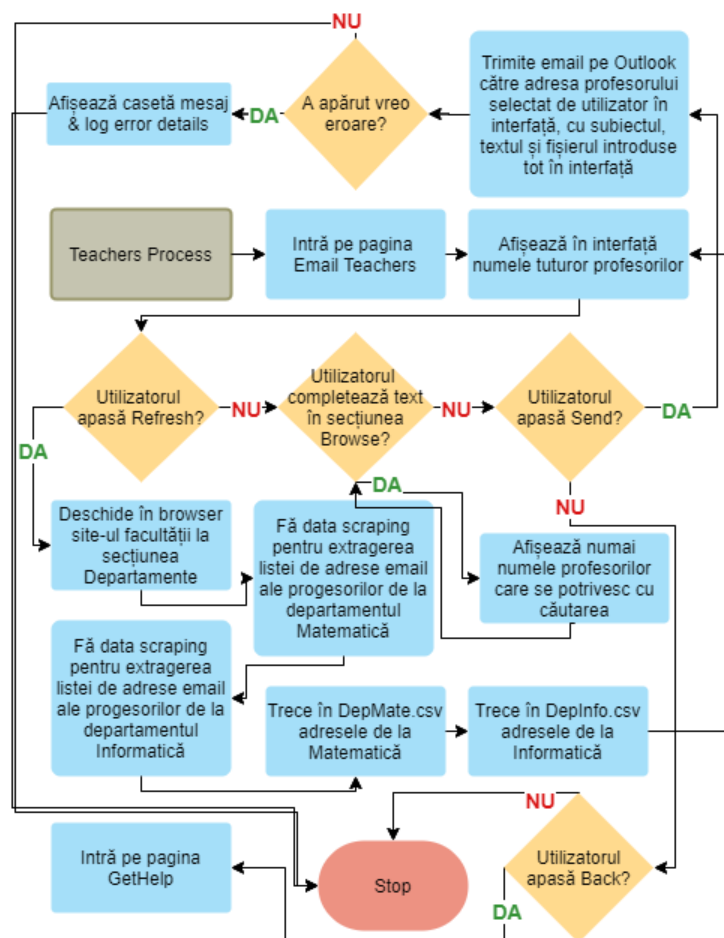 NU
Afișează casetă mesaj
& log error details
DA
A apărut vreo
eroare?
Trimite email pe Outlook
către adresa profesorului
selectat de utilizator în
interfață, cu subiectul,
textul și fișierul introduse
tot în interfață
Teachers Process
Intră pe pagina
Email Teachers
Afișează în interfață
numele tuturor profesorilor
Utilizatorul
apasă Refresh?
NU
Utilizatorul
completează text
în secțiunea
Browse?
NU
Utilizatorul
apasă Send?
DA
DA
DA
NU
Deschide în browser
site-ul facultății la
secțiunea
Departamente
Fă data scraping
pentru extragerea
listei de adrese email
ale progesorilor de la
departamentul
Matematică
Afișează numai
numele profesorilor
care se potrivesc cu
căutarea
Fă data scraping
pentru extragerea
listei de adrese email
ale progesorilor de la
departamentul
Informatică
Trece în DepMate.csv
adresele de la
Matematică
Trece în DepInfo.csv
adresele de la
Informatică
NU
Intră pe pagina
GetHelp
Stop
Utilizatorul
apasă Back?
DA